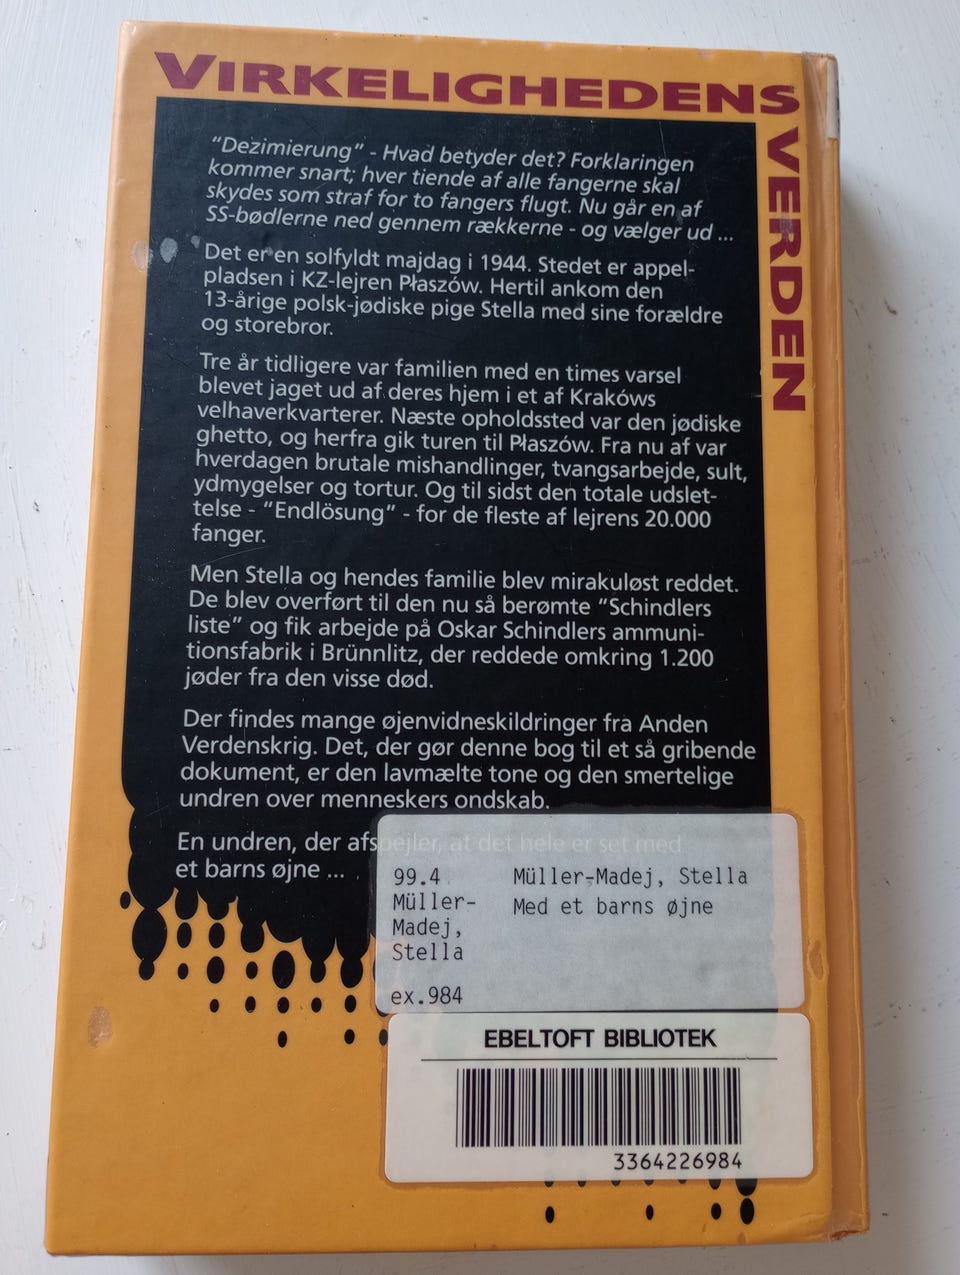 VIRKELIGHEDENS
VERDEN
"Dezimierung" - Hvad betyder det? Forklaringen
kommer snart; hver tiende af alle fangerne skal
skydes som straf for to fangers flugt. Nu går en af
SS-bødlerne ned gennem rækkerne - og vælger ud ...
Det er en solfyldt majdag i 1944. Stedet er appel-
pladsen i KZ-lejren Płaszów. Hertil ankom den
13-årige polsk-jødiske pige Stella med sine forældre
og storebror.
Tre år tidligere var familien med en times varsel
blevet jaget ud af deres hjem i et af Krakóws
velhaverkvarterer. Næste opholdssted var den jødiske
ghetto, og herfra gik turen til Płaszów. Fra nu af var
hverdagen brutale mishandlinger, tvangsarbejde, sult,
ydmygelser og tortur. Og til sidst den totale udslet-
telse - "Endlösung" - for de fleste af lejrens 20.000
fanger.
Men Stella og hendes familie blev mirakuløst reddet.
De blev overført til den nu så berømte "Schindlers
liste" og fik arbejde på Oskar Schindlers ammuni-
tionsfabrik i Brünnlitz, der reddede omkring 1.200
jøder fra den visse død.
Der findes mange øjenvidneskildringer fra Anden
Verdenskrig. Det, der gør denne bog til et så gribende
dokument, er den lavmælte tone og den smertelige
undren over menneskers ondskab.
En undren, der afspejler, at det hele er set med
et barns øjne ...
99.4 Müller-Madej, Stella
Müller- Med et barns øjne
Madej,
Stella
ex.984
EBELTOFT BIBLIOTEK
3364226984